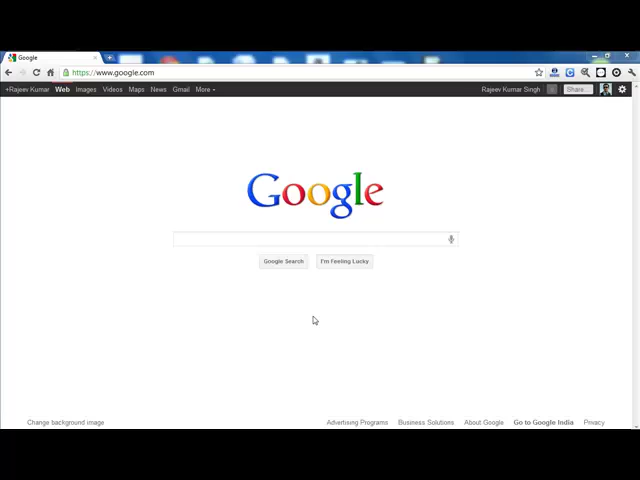 Google
https://www.google.com
+Rajeev Kumar Web Images Videos Maps News Gmail More Rajeev Kumar Singh Share
Google
Google Search I'm Feeling Lucky
Change background image Advertising Programs Business Solutions About Google Go to Google India Privacy